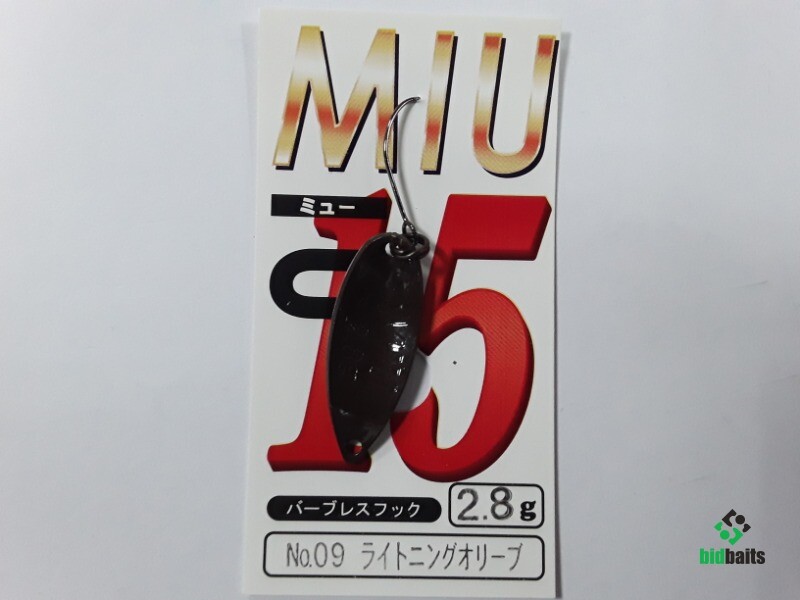 MIU
ミュー
15
バーブレスフック
2.8g
No.09 ライトニングオリーブ
bidbaits